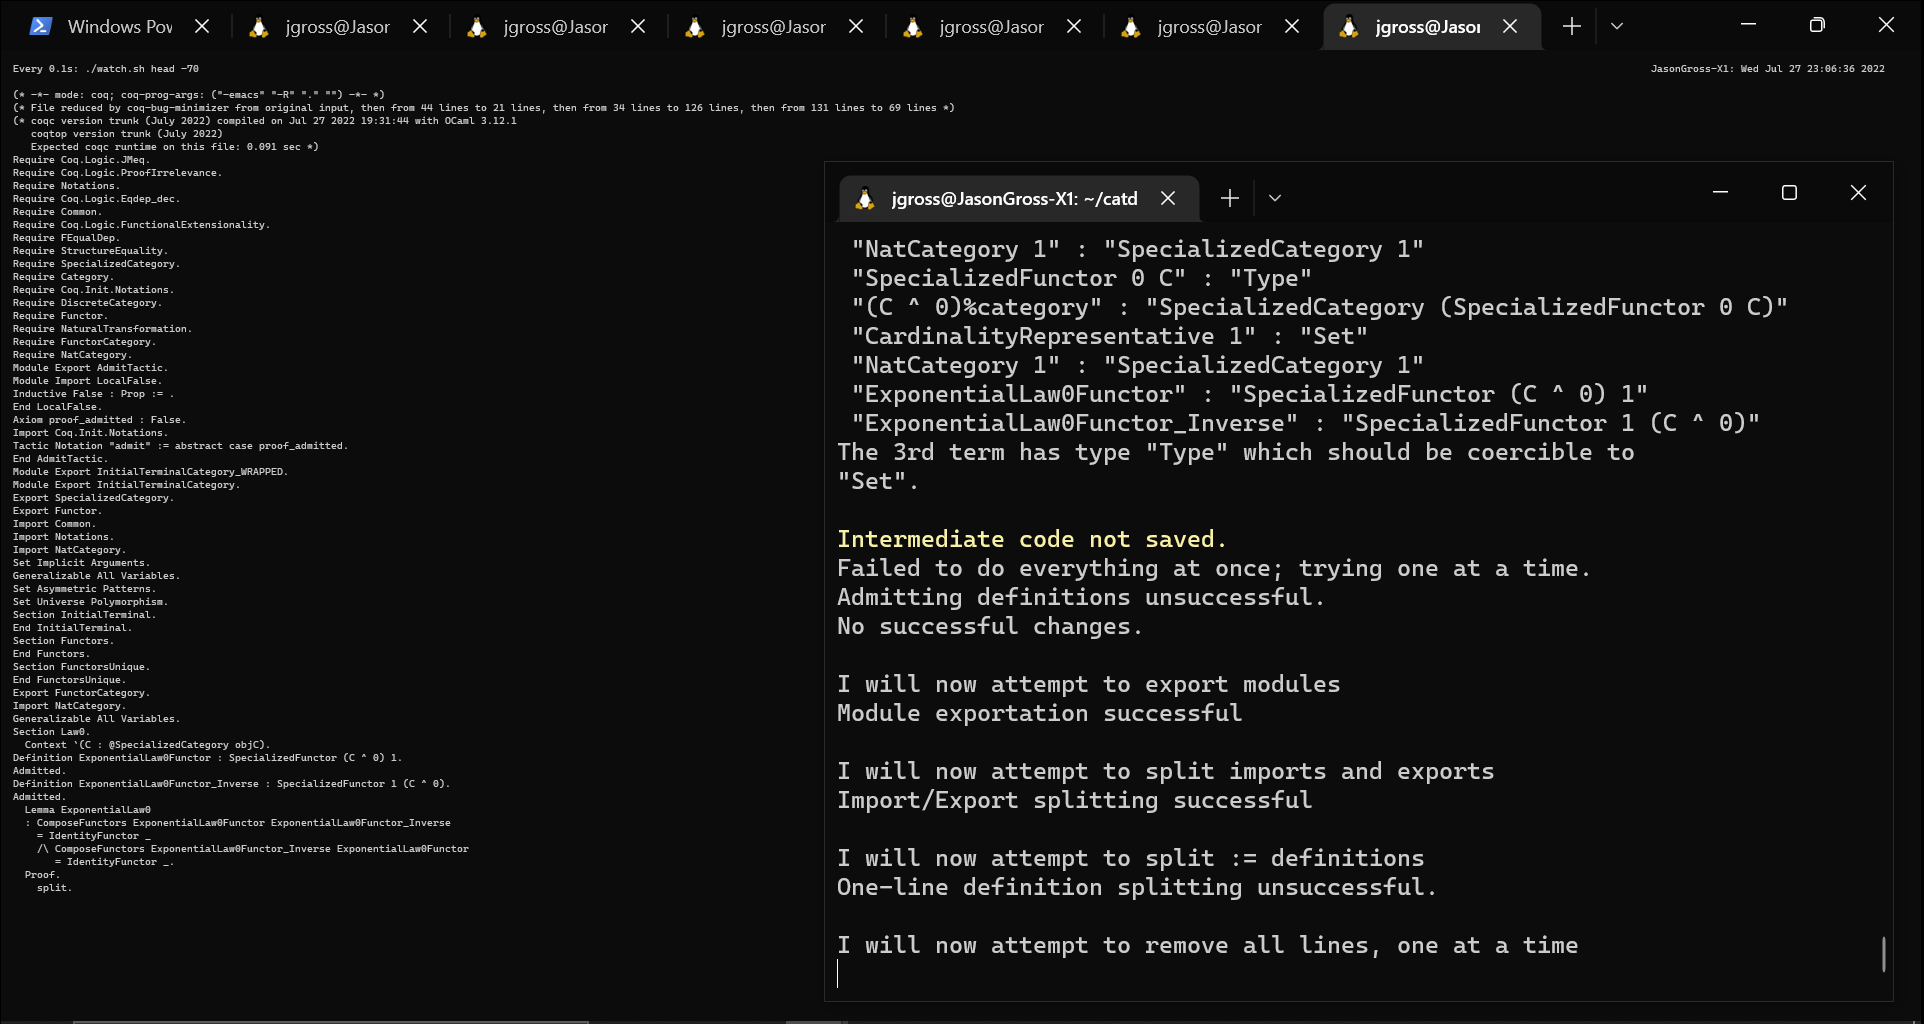 Windows Pov
jgross@Jasor
jgross@Jasor
jgross@Jasor
jgross@Jasor
jgross@Jasor
jgross@Jasor
Every 0.1s: ./watch.sh head -70
JasonGross-X1: Wed Jul 27 23:06:36 2022
(* -*- mode: coq; coq-prog-args: ("-emacs" "-R" "." "") -*- *)
(* File reduced by coq-bug-minimizer from original input, then from 44 lines to 21 lines, then from 34 lines to 126 lines, then from 131 lines to 69 lines *)
(* coqc version trunk (July 2022) compiled on Jul 27 2022 19:31:44 with OCaml 3.12.1
coqtop version trunk (July 2022)
Expected coqc runtime on this file: 0.091 sec *)
Require Coq.Logic.JMeq.
Require Coq.Logic.ProofIrrelevance.
Require Notations.
Require Coq.Logic.Eqdep_dec.
Require Common.
Require Coq.Logic.FunctionalExtensionality.
Require FEqualDep.
Require StructureEquality.
Require SpecializedCategory.
Require Category.
Require Coq.Init.Notations.
Require DiscreteCategory.
Require Functor.
Require NaturalTransformation.
Require FunctorCategory.
Require NatCategory.
Module Export AdmitTactic.
Module Import LocalFalse.
Inductive False : Prop := .
End LocalFalse.
Axiom proof_admitted : False.
Import Coq.Init.Notations.
Tactic Notation "admit" := abstract case proof_admitted.
End AdmitTactic.
Module Export InitialTerminalCategory_WRAPPED.
Module Export InitialTerminalCategory.
Export SpecializedCategory.
Export Functor.
Import Common.
Import Notations.
Import NatCategory.
Set Implicit Arguments.
Generalizable All Variables.
Set Asymmetric Patterns.
Set Universe Polymorphism.
Section InitialTerminal.
End InitialTerminal.
Section Functors.
End Functors.
Section FunctorsUnique.
End FunctorsUnique.
Export FunctorCategory.
Import NatCategory.
Generalizable All Variables.
Section Law0.
Context `(C : @SpecializedCategory objC).
Definition ExponentialLaw0Functor : SpecializedFunctor (C ^ 0) 1.
Admitted.
Definition ExponentialLaw0Functor_Inverse : SpecializedFunctor 1 (C ^ 0).
Admitted.
Lemma ExponentialLaw0
: ComposeFunctors ExponentialLaw0Functor ExponentialLaw0Functor_Inverse
= IdentityFunctor _
/\ ComposeFunctors ExponentialLaw0Functor_Inverse ExponentialLaw0Functor
= IdentityFunctor _.
Proof.
split.
jgross@JasonGross-X1: ~/catd
"NatCategory 1" : "SpecializedCategory 1"
"SpecializedFunctor 0 C" : "Type"
"(C ^ 0)%category" : "SpecializedCategory (SpecializedFunctor 0 C)"
"CardinalityRepresentative 1" : "Set"
"NatCategory 1" : "SpecializedCategory 1"
"ExponentialLaw0Functor" : "SpecializedFunctor (C ^ 0) 1"
"ExponentialLaw0Functor_Inverse" : "SpecializedFunctor 1 (C ^ 0)"
The 3rd term has type "Type" which should be coercible to
"Set".
Intermediate code not saved.
Failed to do everything at once; trying one at a time.
Admitting definitions unsuccessful.
No successful changes.
I will now attempt to export modules
Module exportation successful
I will now attempt to split imports and exports
Import/Export splitting successful
I will now attempt to split := definitions
One-line definition splitting unsuccessful.
I will now attempt to remove all lines, one at a time